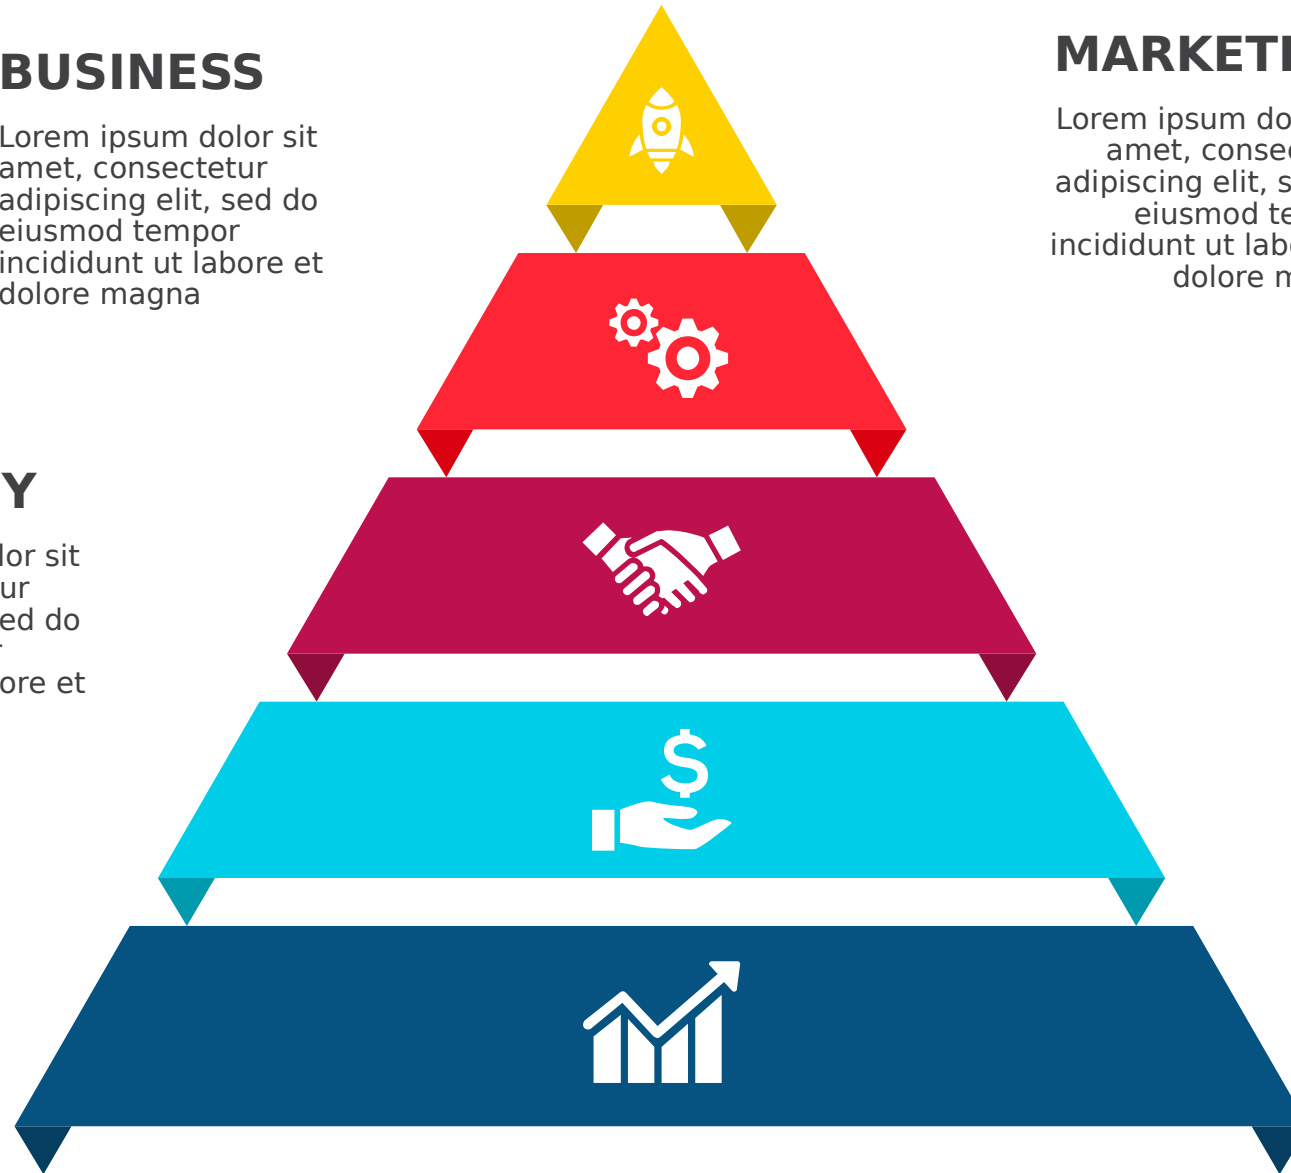 BUSINESS
Lorem ipsum dolor sit
amet, consectetur
adipiscing elit, sed do
eiusmod tempor
incididunt ut labore et
dolore magna
Y
lor sit
ur
ed do
ore et
MARKETI
Lorem ipsum do
amet, conse
adipiscing elit, s
eiusmod te
incididunt ut lab
dolore m
$